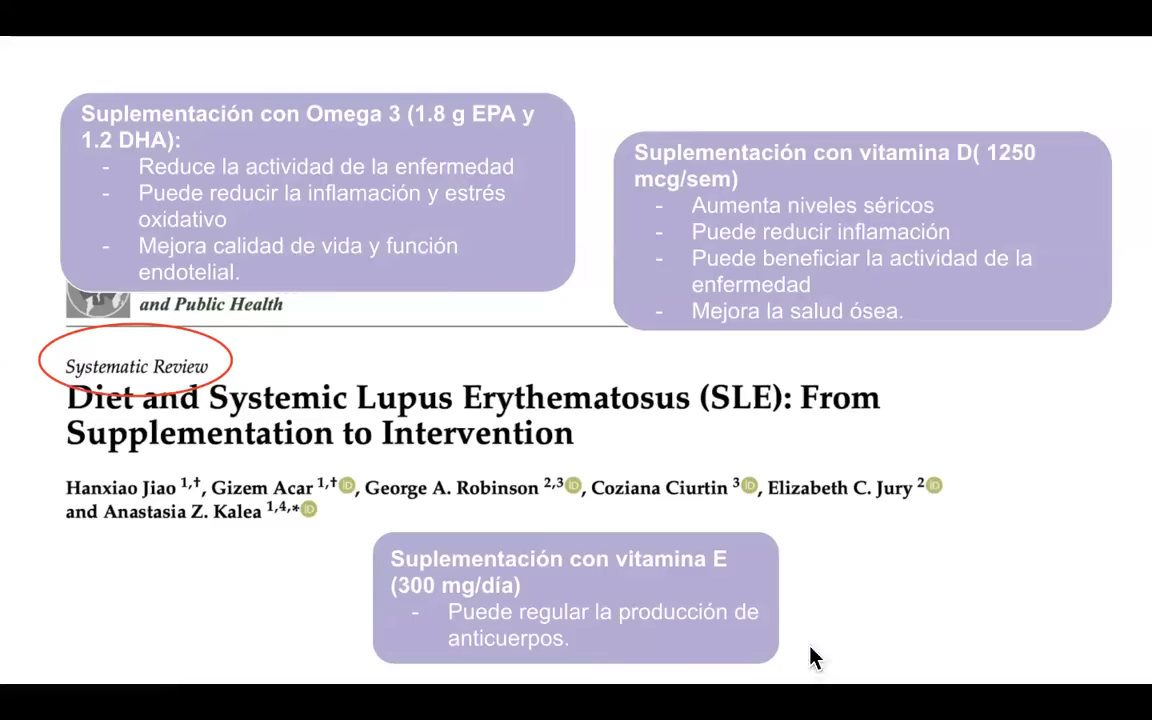 Suplementación con Omega 3 (1.8 g EPA y
1.2 DHA):
- Reduce la actividad de la enfermedad
- Puede reducir la inflamación y estrés
oxidativo
- Mejora calidad de vida y función
endotelial.
Suplementación con vitamina D( 1250
mcg/sem)
- Aumenta niveles séricos
- Puede reducir inflamación
- Puede beneficiar la actividad de la
enfermedad
- Mejora la salud ósea.
and Public Health
Systematic Review
Diet and Systemic Lupus Erythematosus (SLE): From
Supplementation to Intervention
Hanxiao Jiao 1,†, Gizem Acar 1,† iD, George A. Robinson 2,3 iD, Coziana Ciurtin 3 iD, Elizabeth C. Jury 2 iD
and Anastasia Z. Kalea 1,4,* iD
Suplementación con vitamina E
(300 mg/día)
- Puede regular la producción de
anticuerpos.